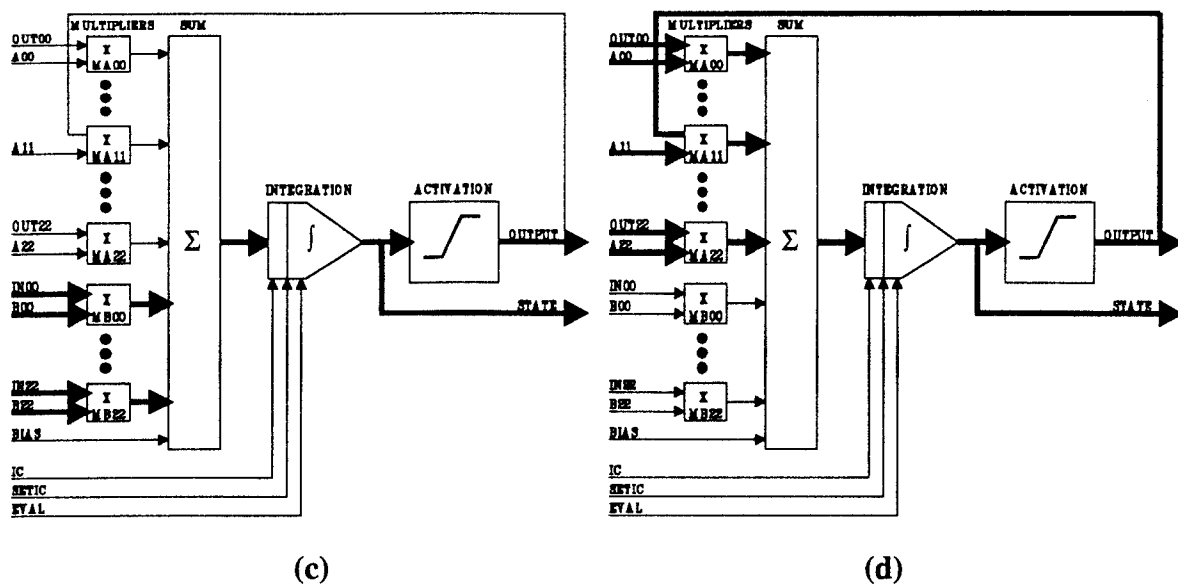 MULTIPLIERS SUM
OUT00 X
A00 MA00
X
A11 MA11
INTEGRATION ACTIVATION
OUT22 X
A22 MA22
Σ ∫ OUTPUT
IN00 X
B00 MB00
STATE
IN22 X
B22 MB22
BIAS
IC
SETIC
EVAL
(c)
MULTIPLIERS SUM
OUT00 X
A00 MA00
X
A11 MA11
INTEGRATION ACTIVATION
OUT22 X
A22 MA22
Σ ∫ OUTPUT
IN00 X
B00 MB00
STATE
IN22 X
B22 MB22
BIAS
IC
SETIC
EVAL
(d)